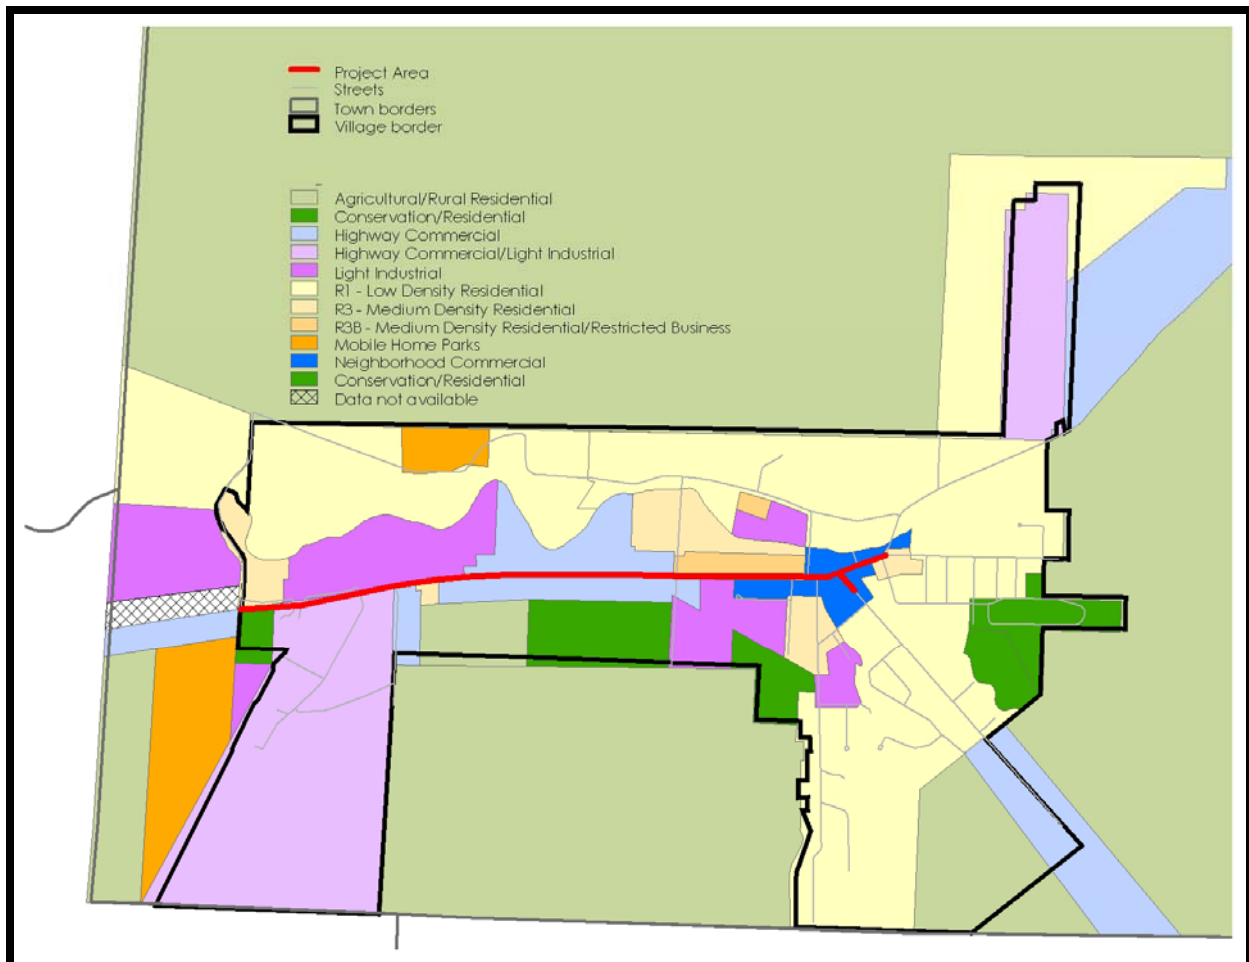 Project Area
Streets
Town borders
Village border
Agricultural/Rural Residential
Conservation/Residential
Highway Commercial
Highway Commercial/Light Industrial
Light Industrial
R1 - Low Density Residential
R3 - Medium Density Residential
R3B - Medium Density Residential/Restricted Business
Mobile Home Parks
Neighborhood Commercial
Conservation/Residential
Data not available